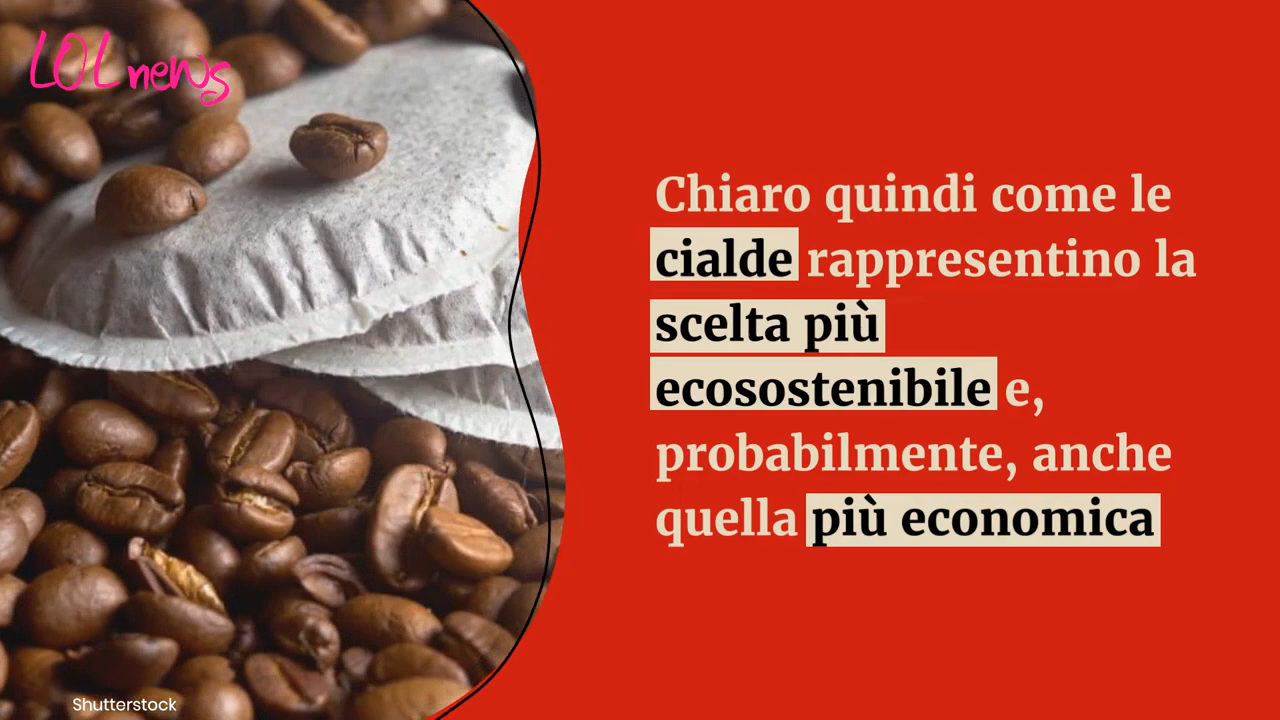 LOL news
Chiaro quindi come le
cialde rappresentino la
scelta più
ecosostenibile e,
probabilmente, anche
quella più economica
Shutterstock